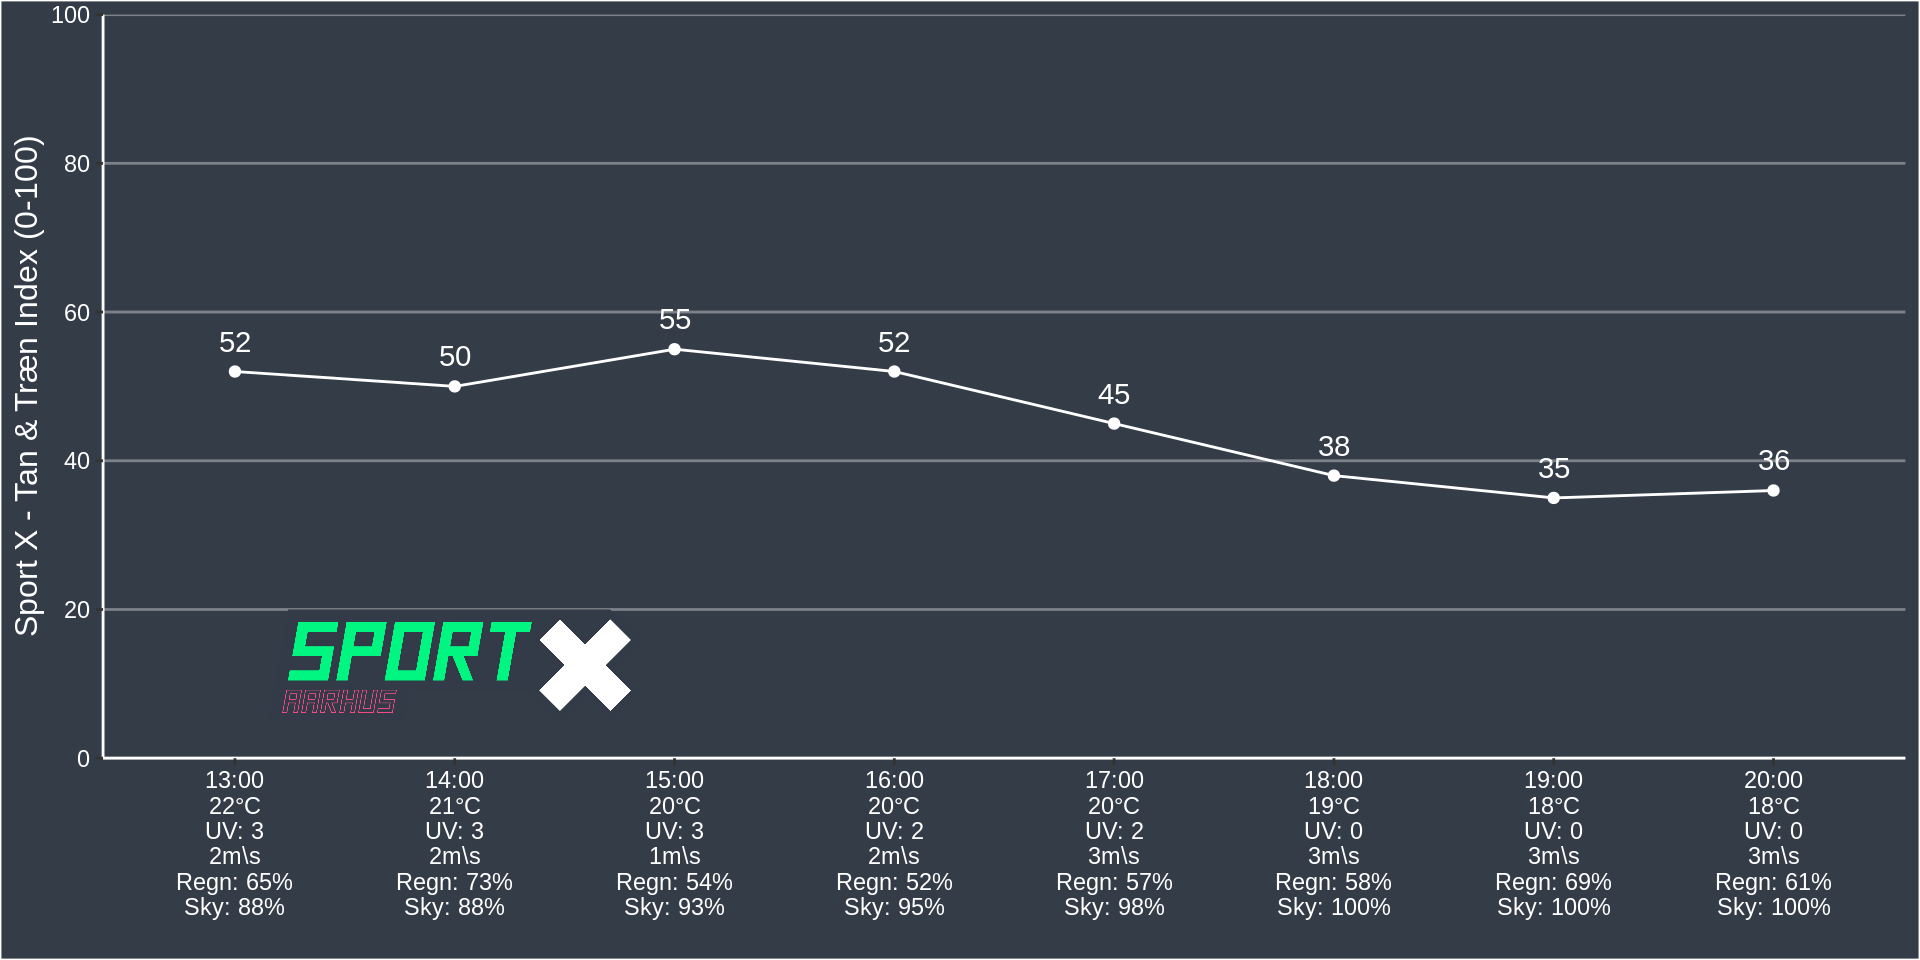 Sport X - Tan & Træn Index (0-100)
100
80
60
40
20
0
52
50
55
52
45
38
35
36
SPORT X
AARHUS
13:00 14:00 15:00 16:00 17:00 18:00 19:00 20:00
22°C 21°C 20°C 20°C 20°C 19°C 18°C 18°C
UV: 3 UV: 3 UV: 3 UV: 2 UV: 2 UV: 0 UV: 0 UV: 0
2m\s 2m\s 1m\s 2m\s 3m\s 3m\s 3m\s 3m\s
Regn: 65% Regn: 73% Regn: 54% Regn: 52% Regn: 57% Regn: 58% Regn: 69% Regn: 61%
Sky: 88% Sky: 88% Sky: 93% Sky: 95% Sky: 98% Sky: 100% Sky: 100% Sky: 100%